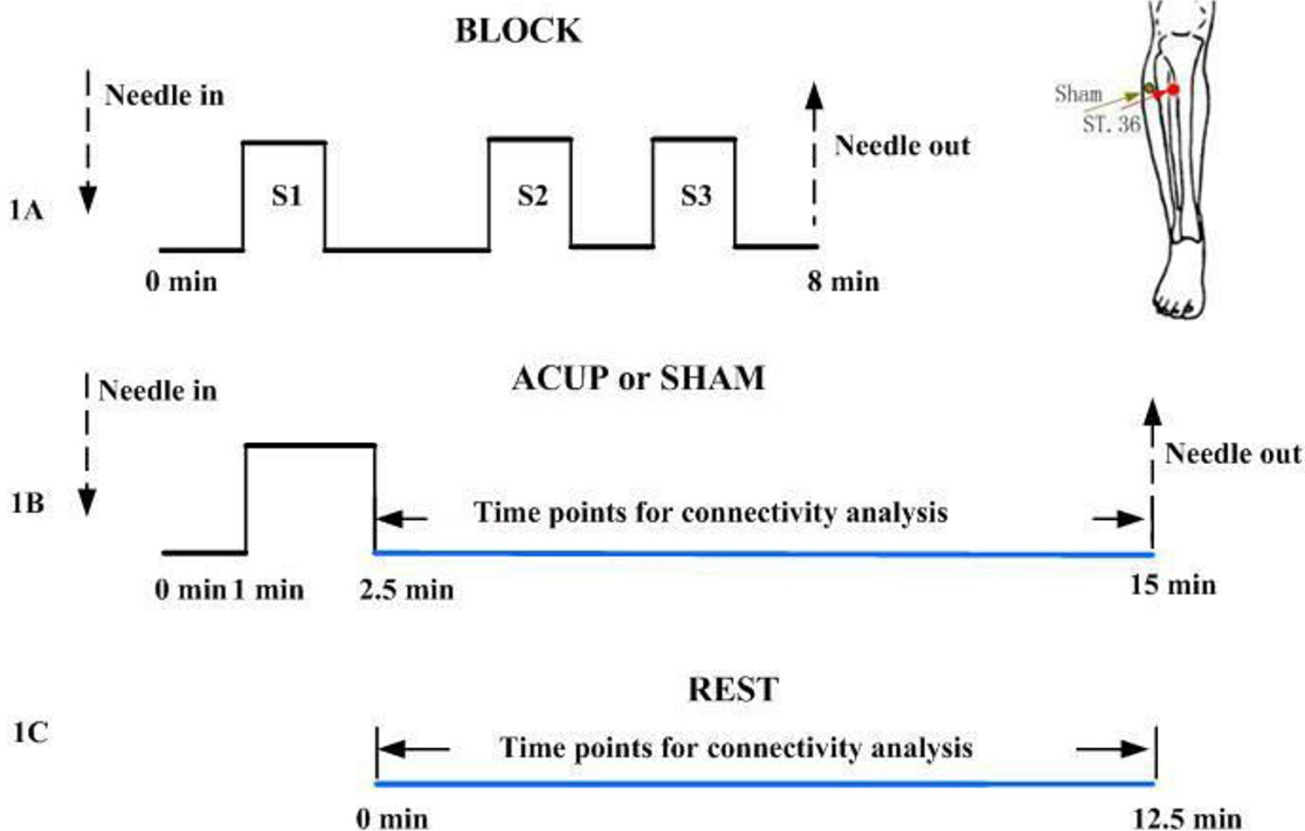 BLOCK
Needle in
Sham
ST. 36
Needle out
S1
S2
S3
1A
0 min
8 min
ACUP or SHAM
Needle in
Needle out
1B
Time points for connectivity analysis
0 min 1 min
2.5 min
15 min
REST
1C
Time points for connectivity analysis
0 min
12.5 min